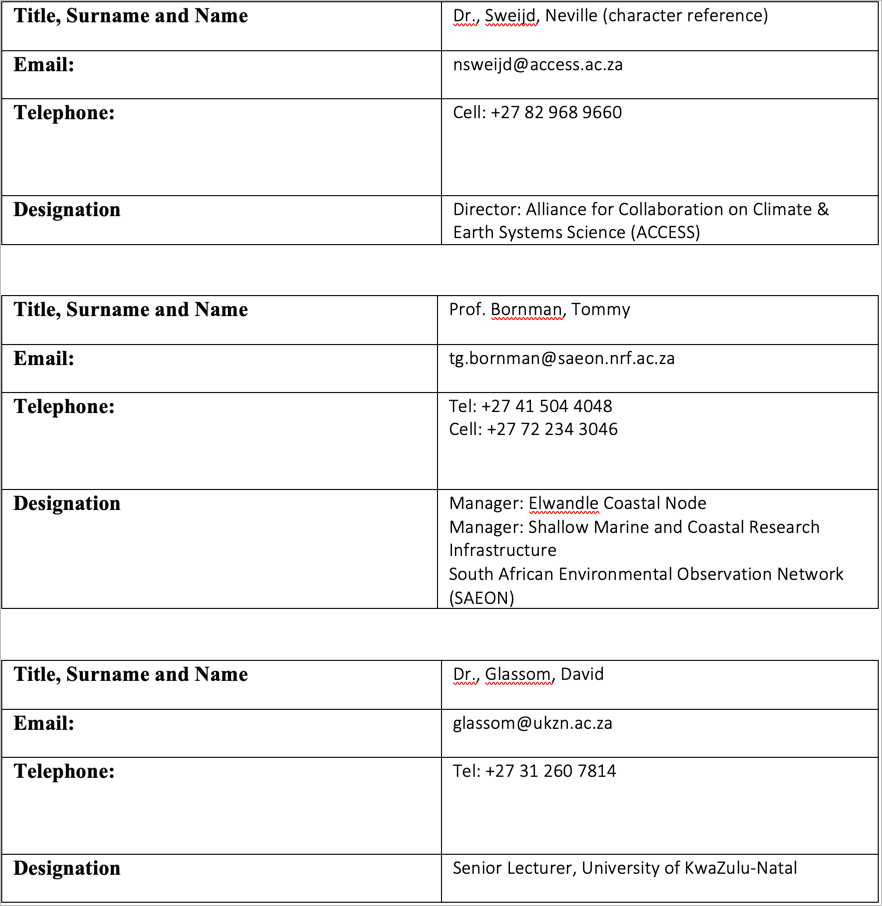 Title, Surname and Name
Dr., Sweijd, Neville (character reference)
Email:
nsweijd@access.ac.za
Telephone:
Cell: +27 82 968 9660
Designation
Director: Alliance for Collaboration on Climate &
Earth Systems Science (ACCESS)
Title, Surname and Name
Prof. Bornman, Tommy
Email:
tg.bornman@saeon.nrf.ac.za
Telephone:
Tel: +27 41 504 4048
Cell: +27 72 234 3046
Designation
Manager: Elwandle Coastal Node
Manager: Shallow Marine and Coastal Research
Infrastructure
South African Environmental Observation Network
(SAEON)
Title, Surname and Name
Dr., Glassom, David
Email:
glassom@ukzn.ac.za
Telephone:
Tel: +27 31 260 7814
Designation
Senior Lecturer, University of KwaZulu-Natal